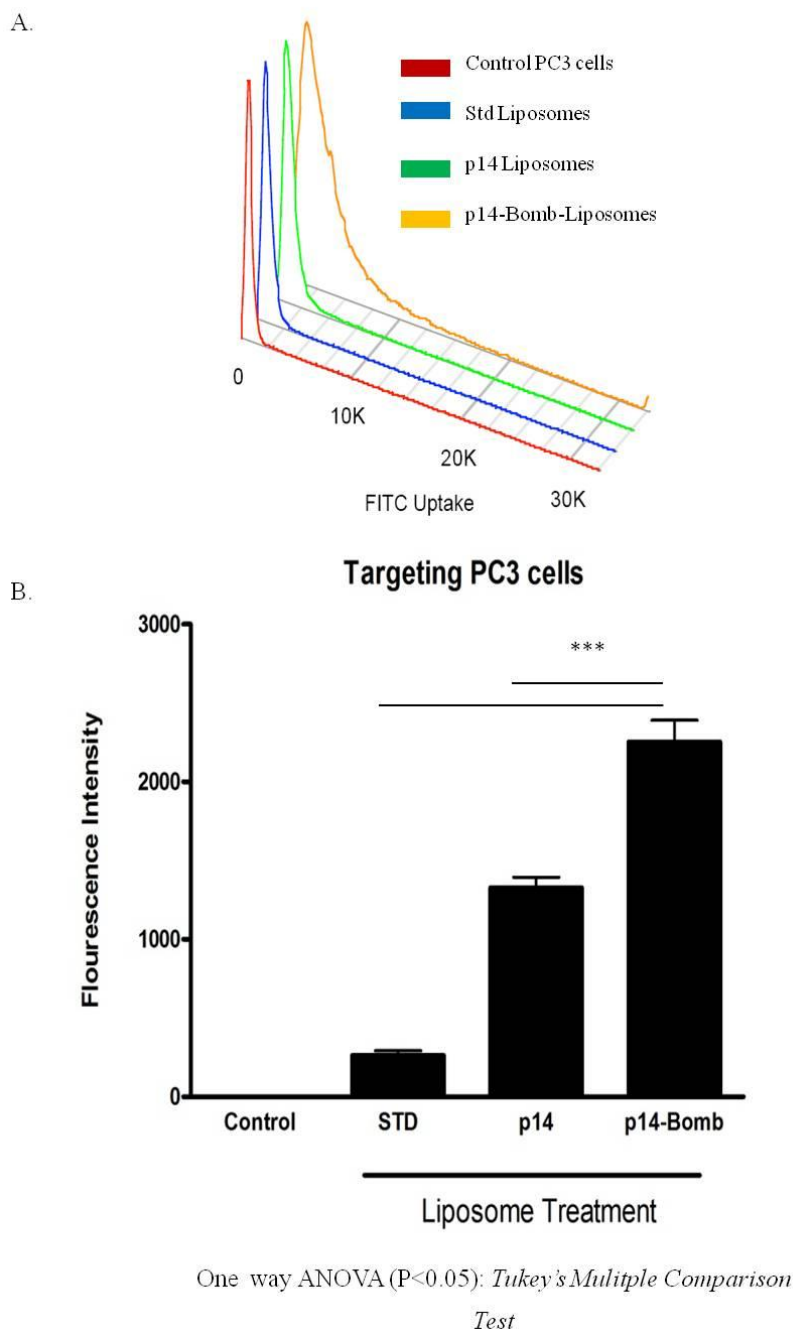 A.
Control PC3 cells
Std Liposomes
p14 Liposomes
p14-Bomb-Liposomes
0
10K
20K
30K
FITC Uptake
Targeting PC3 cells
B.
3000
***
2000
1000
0
Flourescence Intensity
Control STD p14 p14-Bomb
Liposome Treatment
One way ANOVA (P<0.05): Tukey's Mulitple Comparison
Test